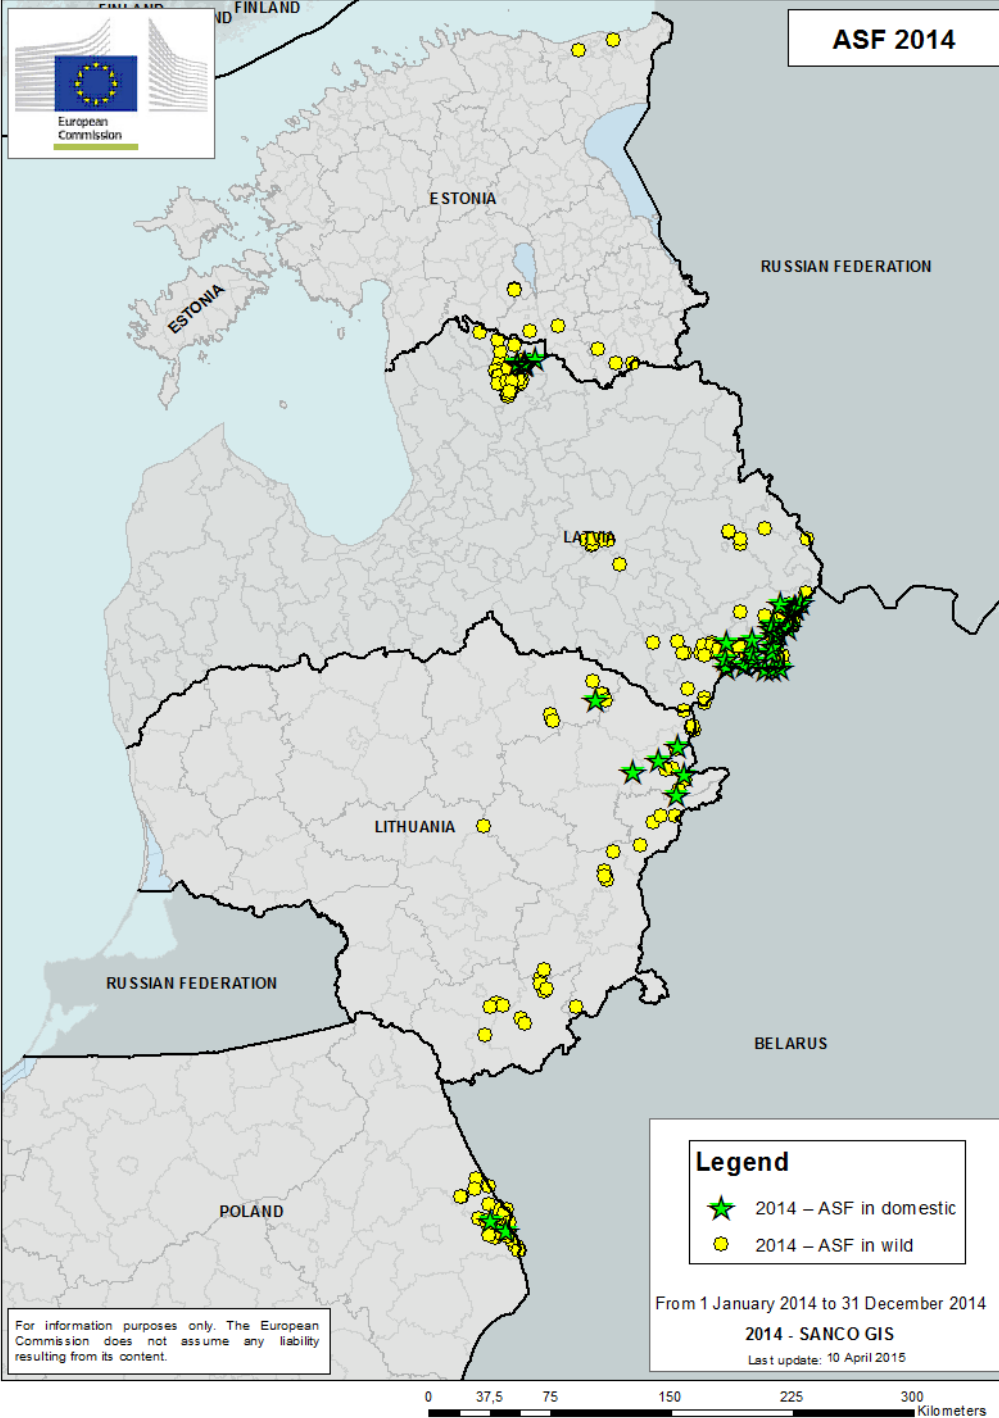 FINLAND
FINLAND
ND
European
Commission
ASF 2014
ESTONIA
RUSSIAN FEDERATION
ESTONIA
LATVIA
LITHUANIA
RUSSIAN FEDERATION
BELARUS
POLAND
Legend
2014 – ASF in domestic
2014 – ASF in wild
From 1 January 2014 to 31 December 2014
2014 - SANCO GIS
Last update: 10 April 2015
For information purposes only. The European
Commission does not assume any liability
resulting from its content.
0 37,5 75 150 225 300
Kilometers